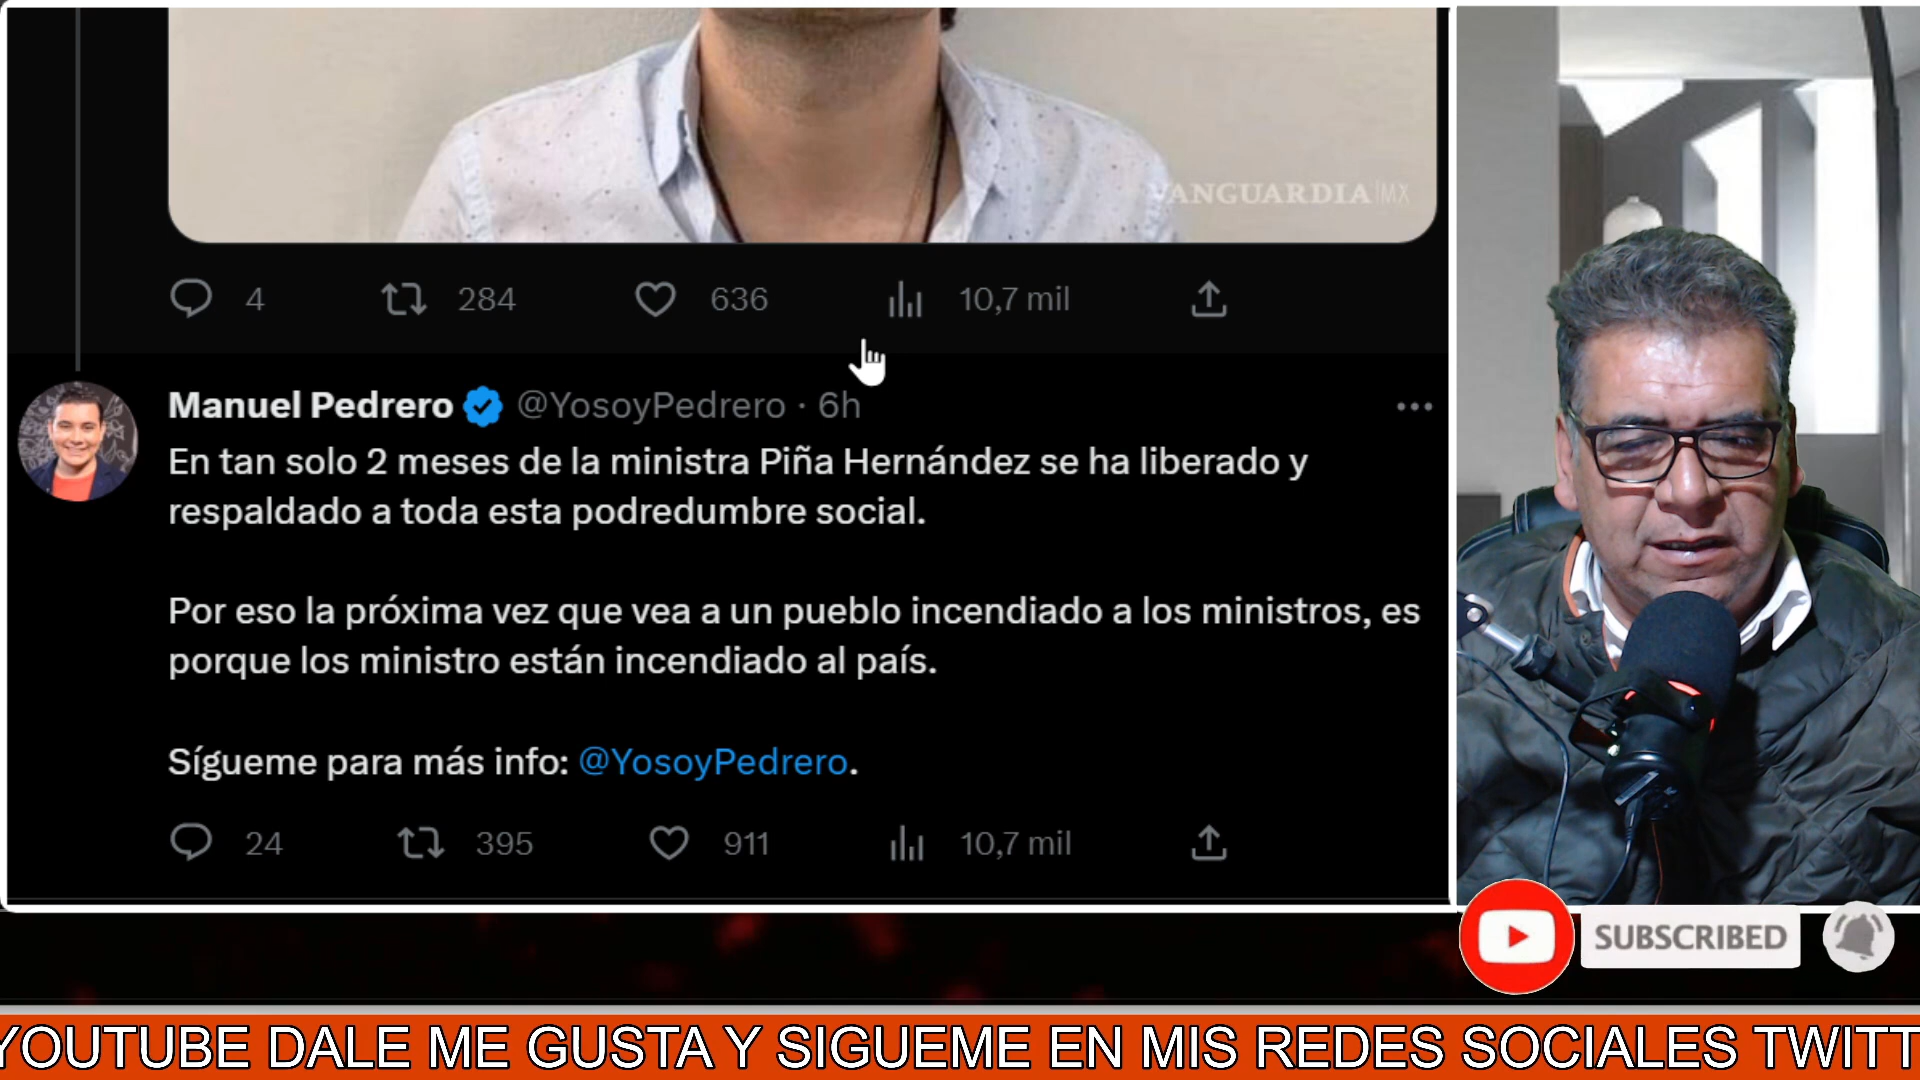 VANGUARDIA|MX
4 284 636 10,7 mil
Manuel Pedrero @YosoyPedrero · 6h
En tan solo 2 meses de la ministra Piña Hernández se ha liberado y
respaldado a toda esta podredumbre social.
Por eso la próxima vez que vea a un pueblo incendiado a los ministros, es
porque los ministro están incendiado al país.
Sígueme para más info: @YosoyPedrero.
24 395 911 10,7 mil
SUBSCRIBED
YOUTUBE DALE ME GUSTA Y SIGUEME EN MIS REDES SOCIALES TWITT